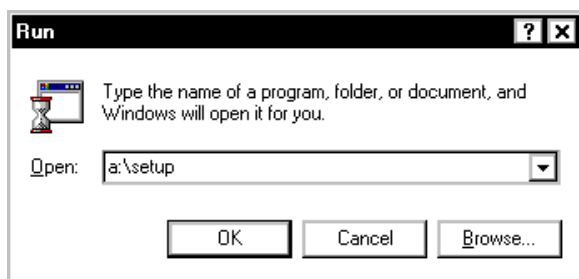 Run
Type the name of a program, folder, or document, and
Windows will open it for you.
Open: a:\setup
OK Cancel Browse...